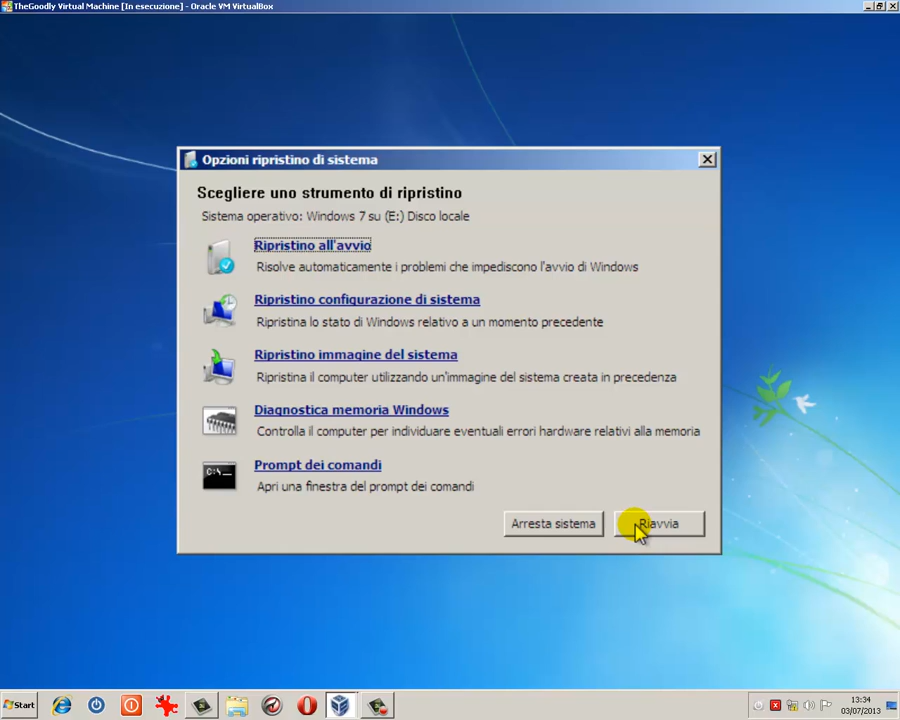 TheGoodly Virtual Machine [In esecuzione] - Oracle VM VirtualBox
Opzioni ripristino di sistema
Scegliere uno strumento di ripristino
Sistema operativo: Windows 7 su (E:) Disco locale
Ripristino all'avvio
Risolve automaticamente i problemi che impediscono l'avvio di Windows
Ripristino configurazione di sistema
Ripristina lo stato di Windows relativo a un momento precedente
Ripristino immagine del sistema
Ripristina il computer utilizzando un'immagine del sistema creata in precedenza
Diagnostica memoria Windows
Controlla il computer per individuare eventuali errori hardware relativi alla memoria
C:\_
Prompt dei comandi
Apri una finestra del prompt dei comandi
Arresta sistema
Riavvia
Start
13:34
03/07/2013